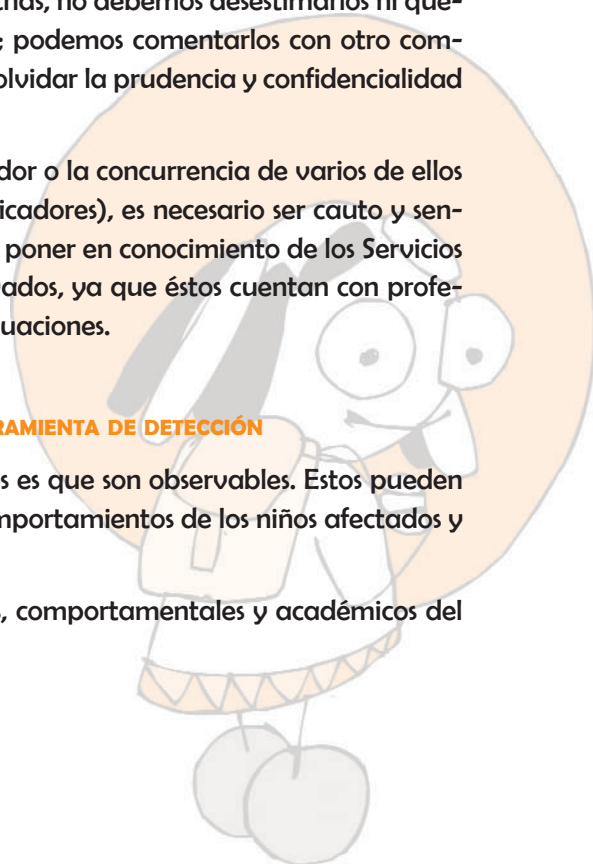 chas, no debemos desestimarlos ni que-
; podemos comentarlos con otro com-
olvidar la prudencia y confidencialidad
dor o la concurrencia de varios de ellos
icadores), es necesario ser cauto y sen-
poner en conocimiento de los Servicios
ados, ya que éstos cuentan con profe-
uaciones.
RAMIENTA DE DETECCIÓN
s es que son observables. Estos pueden
mportamientos de los niños afectados y
, comportamentales y académicos del